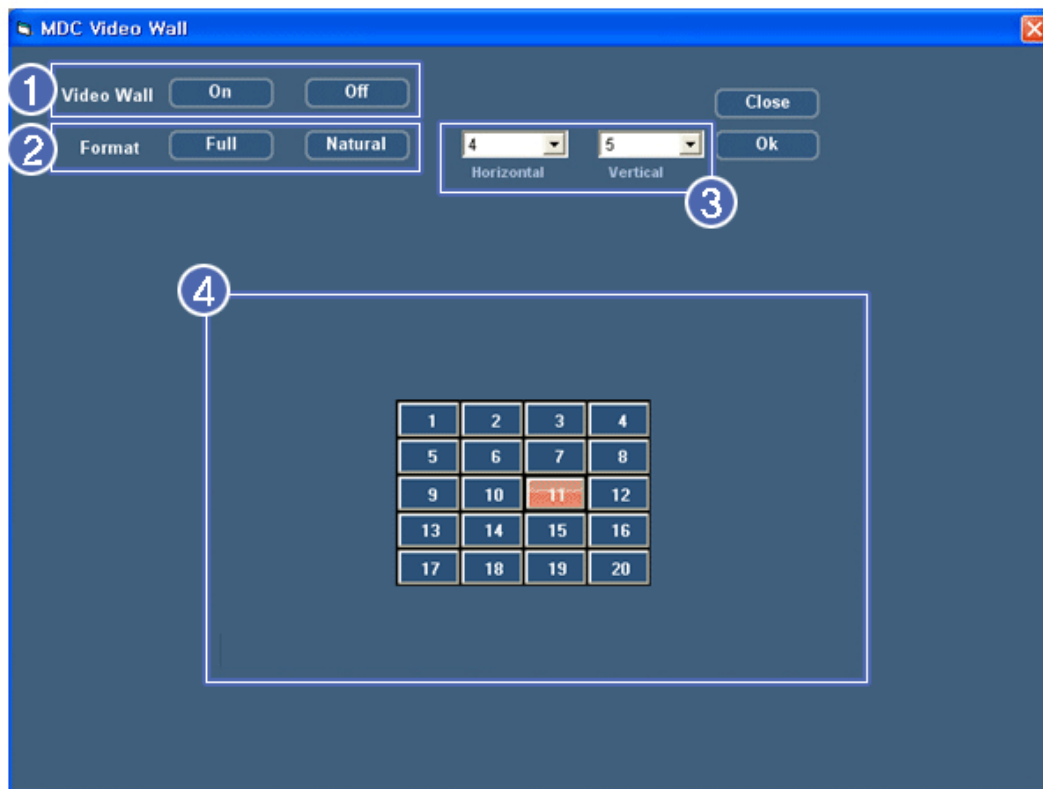 MDC Video Wall
1 Video Wall On Off
Close
2 Format Full Natural
4 5 Ok
Horizontal Vertical
3
4
1 2 3 4
5 6 7 8
9 10 11 12
13 14 15 16
17 18 19 20